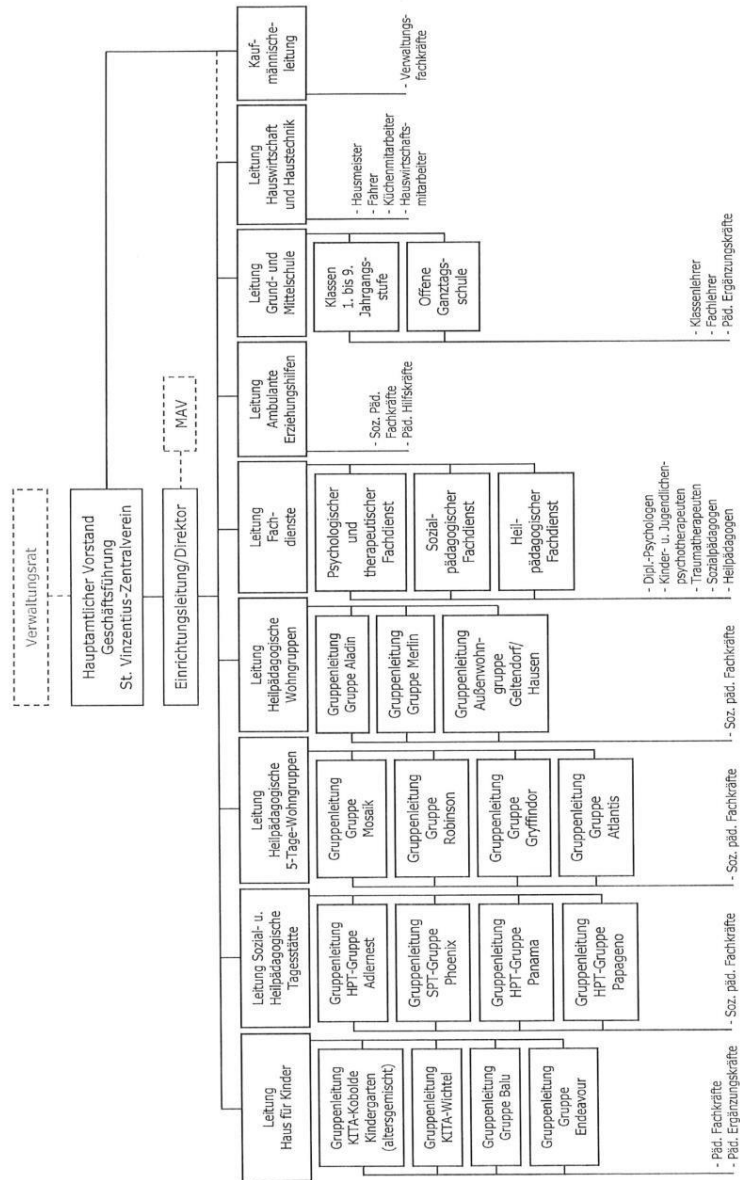 Verwaltungsrat
Hauptamtlicher Vorstand
Geschäftsführung
St. Vinzentius-Zentralverein
Einrichtungsleitung/Direktor
MAV
Leitung
Haus für Kinder
Gruppenleitung
KITA-Kobolde
Kindergarten
(altersgemischt)
Gruppenleitung
KITA-Wichtel
Gruppenleitung
Gruppe Balu
Gruppenleitung
Gruppe
Endeavour
- Päd. Fachkräfte
- Päd. Ergänzungskräfte
Leitung Sozial- u.
Heilpädagogische
Tagesstätte
Gruppenleitung
HPT-Gruppe
Adlernest
Gruppenleitung
SPT-Gruppe
Phoenix
Gruppenleitung
HPT-Gruppe
Panama
Gruppenleitung
HPT-Gruppe
Papageno
- Soz. päd. Fachkräfte
Leitung
Heilpädagogische
5-Tage-Wohngruppen
Gruppenleitung
Gruppe
Mosaik
Gruppenleitung
Gruppe
Robinson
Gruppenleitung
Gruppe
Gryffindor
Gruppenleitung
Gruppe
Atlantis
- Soz. päd. Fachkräfte
Leitung
Heilpädagogische
Wohngruppen
Gruppenleitung
Gruppe Aladin
Gruppenleitung
Gruppe Merlin
Gruppenleitung
Außenwohn-
gruppe
Geltendorf/
Hausen
- Soz. päd. Fachkräfte
Leitung
Fach-
dienste
Psychologischer
und
therapeutischer
Fachdienst
Sozial-
pädagogischer
Fachdienst
Heil-
pädagogischer
Fachdienst
- Dipl.-Psychologen
- Kinder- u. Jugendlichen-
psychotherapeuten
- Traumatherapeuten
- Sozialpädagogen
- Heilpädagogen
Leitung
Ambulante
Erziehungshilfen
- Soz. Päd.
Fachkräfte
- Päd. Hilfskräfte
Leitung
Grund- und
Mittelschule
Klassen
1. bis 9.
Jahrgangs-
stufe
Offene
Ganztags-
schule
- Klassenlehrer
- Fachlehrer
- Päd. Ergänzungskräfte
Leitung
Hauswirtschaft
und Haustechnik
- Hausmeister
- Fahrer
- Küchenmitarbeiter
- Hauswirtschafts-
mitarbeiter
Kauf-
männische
leitung
- Verwaltungs-
fachkräfte